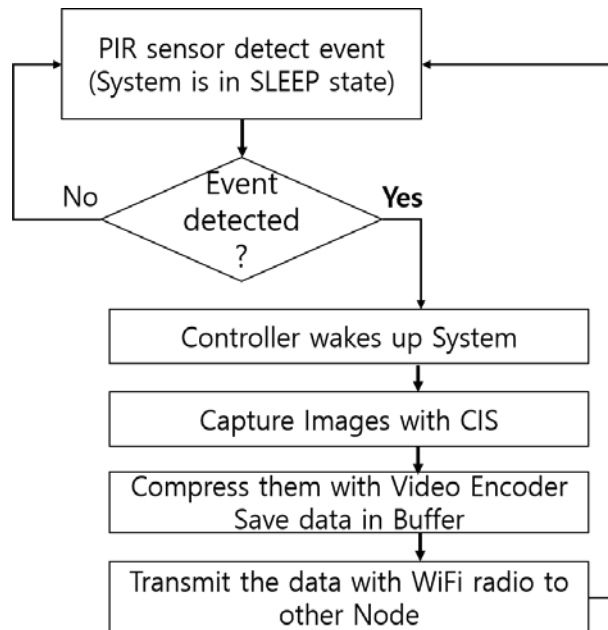 PIR sensor detect event
(System is in SLEEP state)
No
Event
detected
?
Yes
Controller wakes up System
Capture Images with CIS
Compress them with Video Encoder
Save data in Buffer
Transmit the data with WiFi radio to
other Node